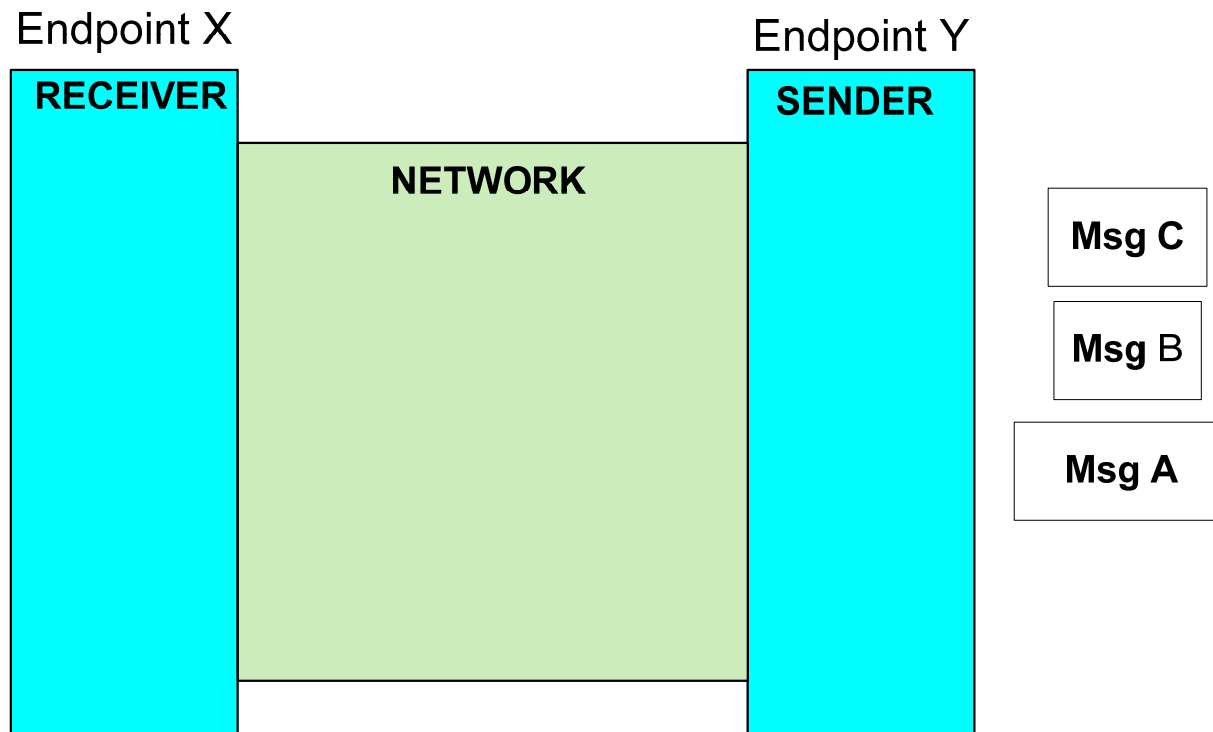 Endpoint X
Endpoint Y
RECEIVER
SENDER
NETWORK
Msg C
Msg B
Msg A